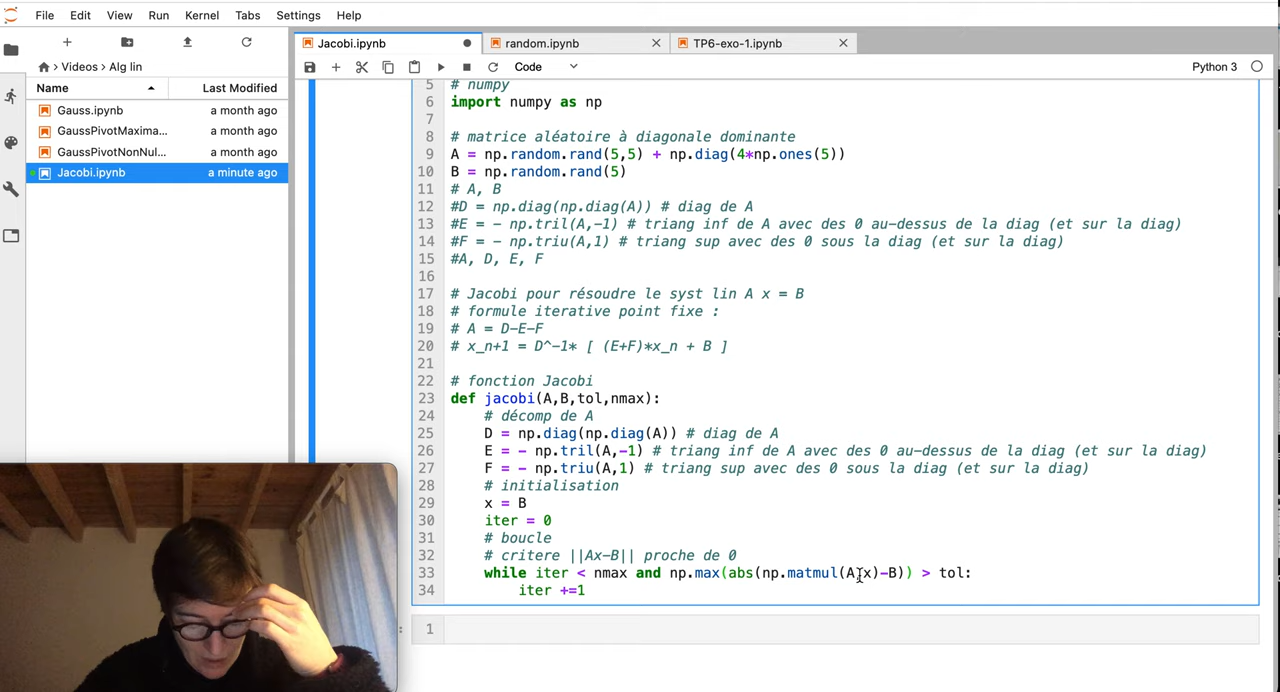 File Edit View Run Kernel Tabs Settings Help
Jacobi.ipynb
random.ipynb
TP6-exo-1.ipynb
Code
Python 3
Videos > Alg lin
Name Last Modified
Gauss.ipynb a month ago
GaussPivotMaxima... a month ago
GaussPivotNonNul... a month ago
Jacobi.ipynb a minute ago
5 # numpy
6 import numpy as np
7
8 # matrice aléatoire à diagonale dominante
9 A = np.random.rand(5,5) + np.diag(4*np.ones(5))
10 B = np.random.rand(5)
11 # A, B
12 #D = np.diag(np.diag(A)) # diag de A
13 #E = - np.tril(A,-1) # triang inf de A avec des 0 au-dessus de la diag (et sur la diag)
14 #F = - np.triu(A,1) # triang sup avec des 0 sous la diag (et sur la diag)
15 #A, D, E, F
16
17 # Jacobi pour résoudre le syst lin A x = B
18 # formule iterative point fixe :
19 # A = D-E-F
20 # x_n+1 = D^-1* [ (E+F)*x_n + B ]
21
22 # fonction Jacobi
23 def jacobi(A,B,tol,nmax):
24 # décomp de A
25 D = np.diag(np.diag(A)) # diag de A
26 E = - np.tril(A,-1) # triang inf de A avec des 0 au-dessus de la diag (et sur la diag)
27 F = - np.triu(A,1) # triang sup avec des 0 sous la diag (et sur la diag)
28 # initialisation
29 x = B
30 iter = 0
31 # boucle
32 # critere ||Ax-B|| proche de 0
33 while iter < nmax and np.max(abs(np.matmul(A,x)-B)) > tol:
34 iter +=1
1